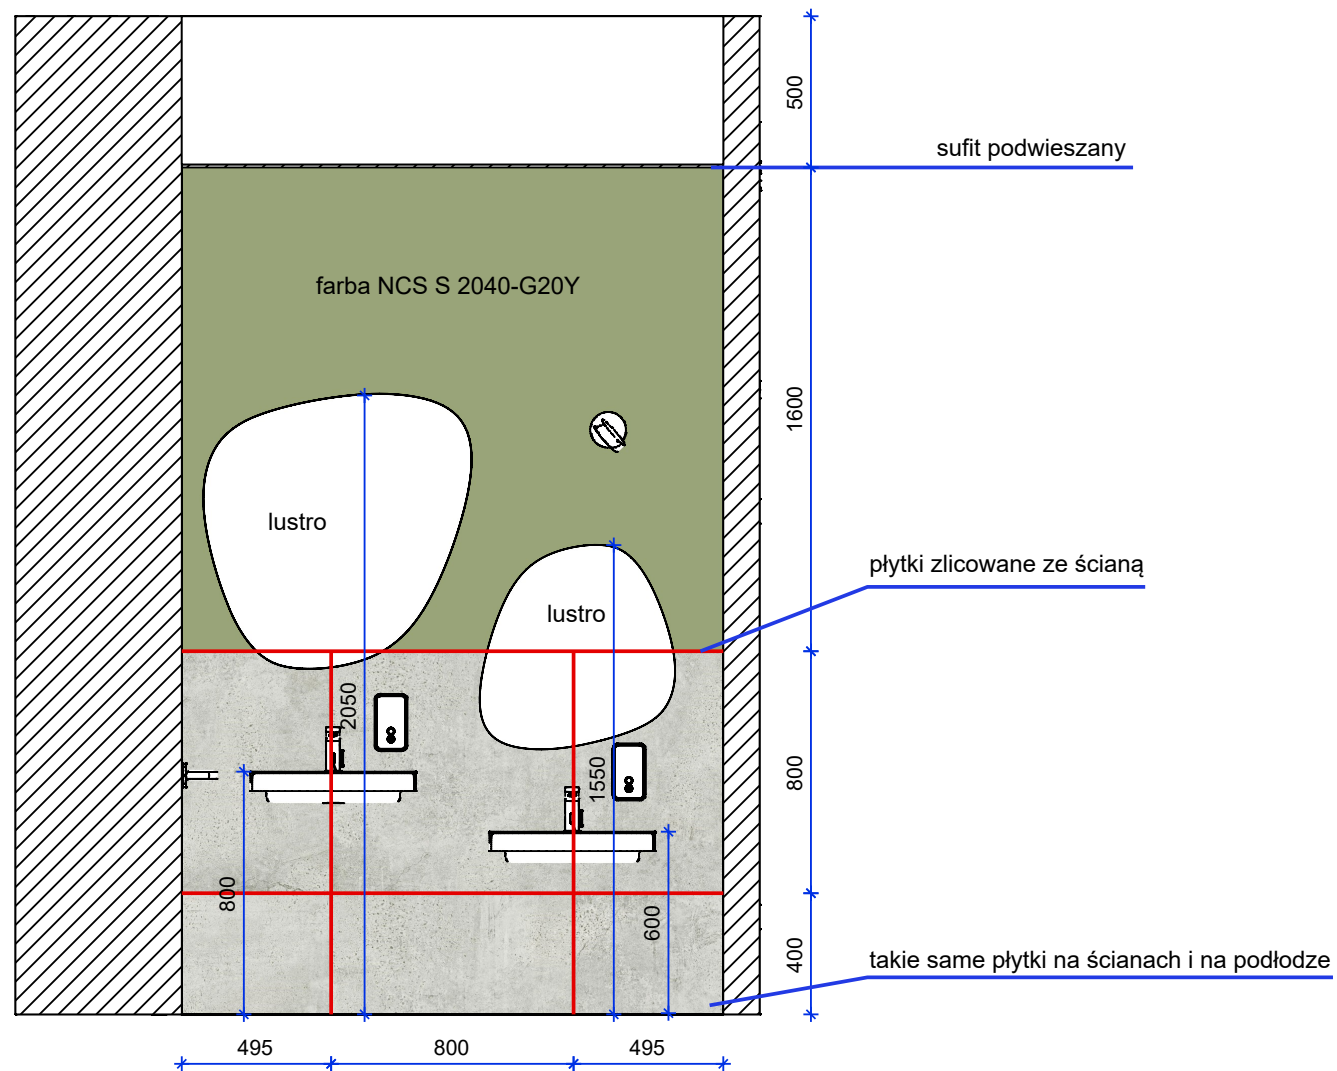 500
sufit podwieszany
farba NCS S 2040-G20Y
1600
lustro
płytki zlicowane ze ścianą
lustro
2050
1550
800
800
600
400
takie same płytki na ścianach i na podłodze
495
800
495